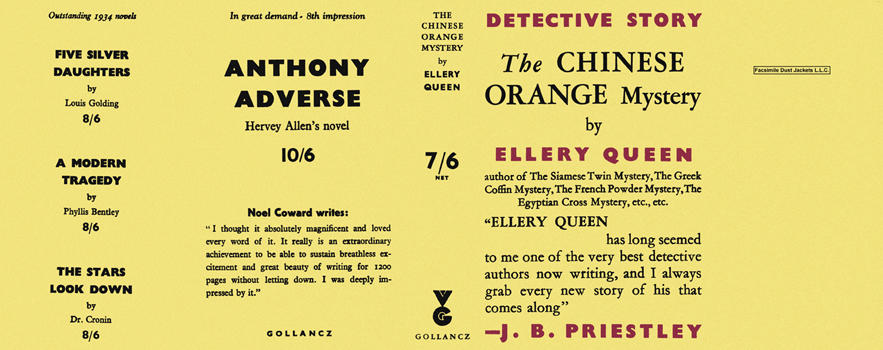 Outstanding 1934 novels
FIVE SILVER
DAUGHTERS
by
Louis Golding
8/6
A MODERN
TRAGEDY
by
Phyllis Bentley
8/6
THE STARS
LOOK DOWN
by
Dr. Cronin
8/6
In great demand - 8th impression
ANTHONY
ADVERSE
Hervey Allen's novel
10/6
Noel Coward writes:
"I thought it absolutely magnificent and loved
every word of it. It really is an extraordinary
achievement to be able to sustain breathless ex-
citement and great beauty of writing for 1200
pages without letting down. I was deeply im-
pressed by it."
GOLLANCZ
THE
CHINESE
ORANGE
MYSTERY
by
ELLERY
QUEEN
7/6
NET
VG
GOLLANCZ
DETECTIVE STORY
The CHINESE
ORANGE Mystery
by
ELLERY QUEEN
author of The Siamese Twin Mystery, The Greek
Coffin Mystery, The French Powder Mystery, The
Egyptian Cross Mystery, etc., etc.
"ELLERY QUEEN
has long seemed
to me one of the very best detective
authors now writing, and I always
grab every new story of his that
comes along"
—J. B. PRIESTLEY
Facsimile Dust Jackets L.L.C.